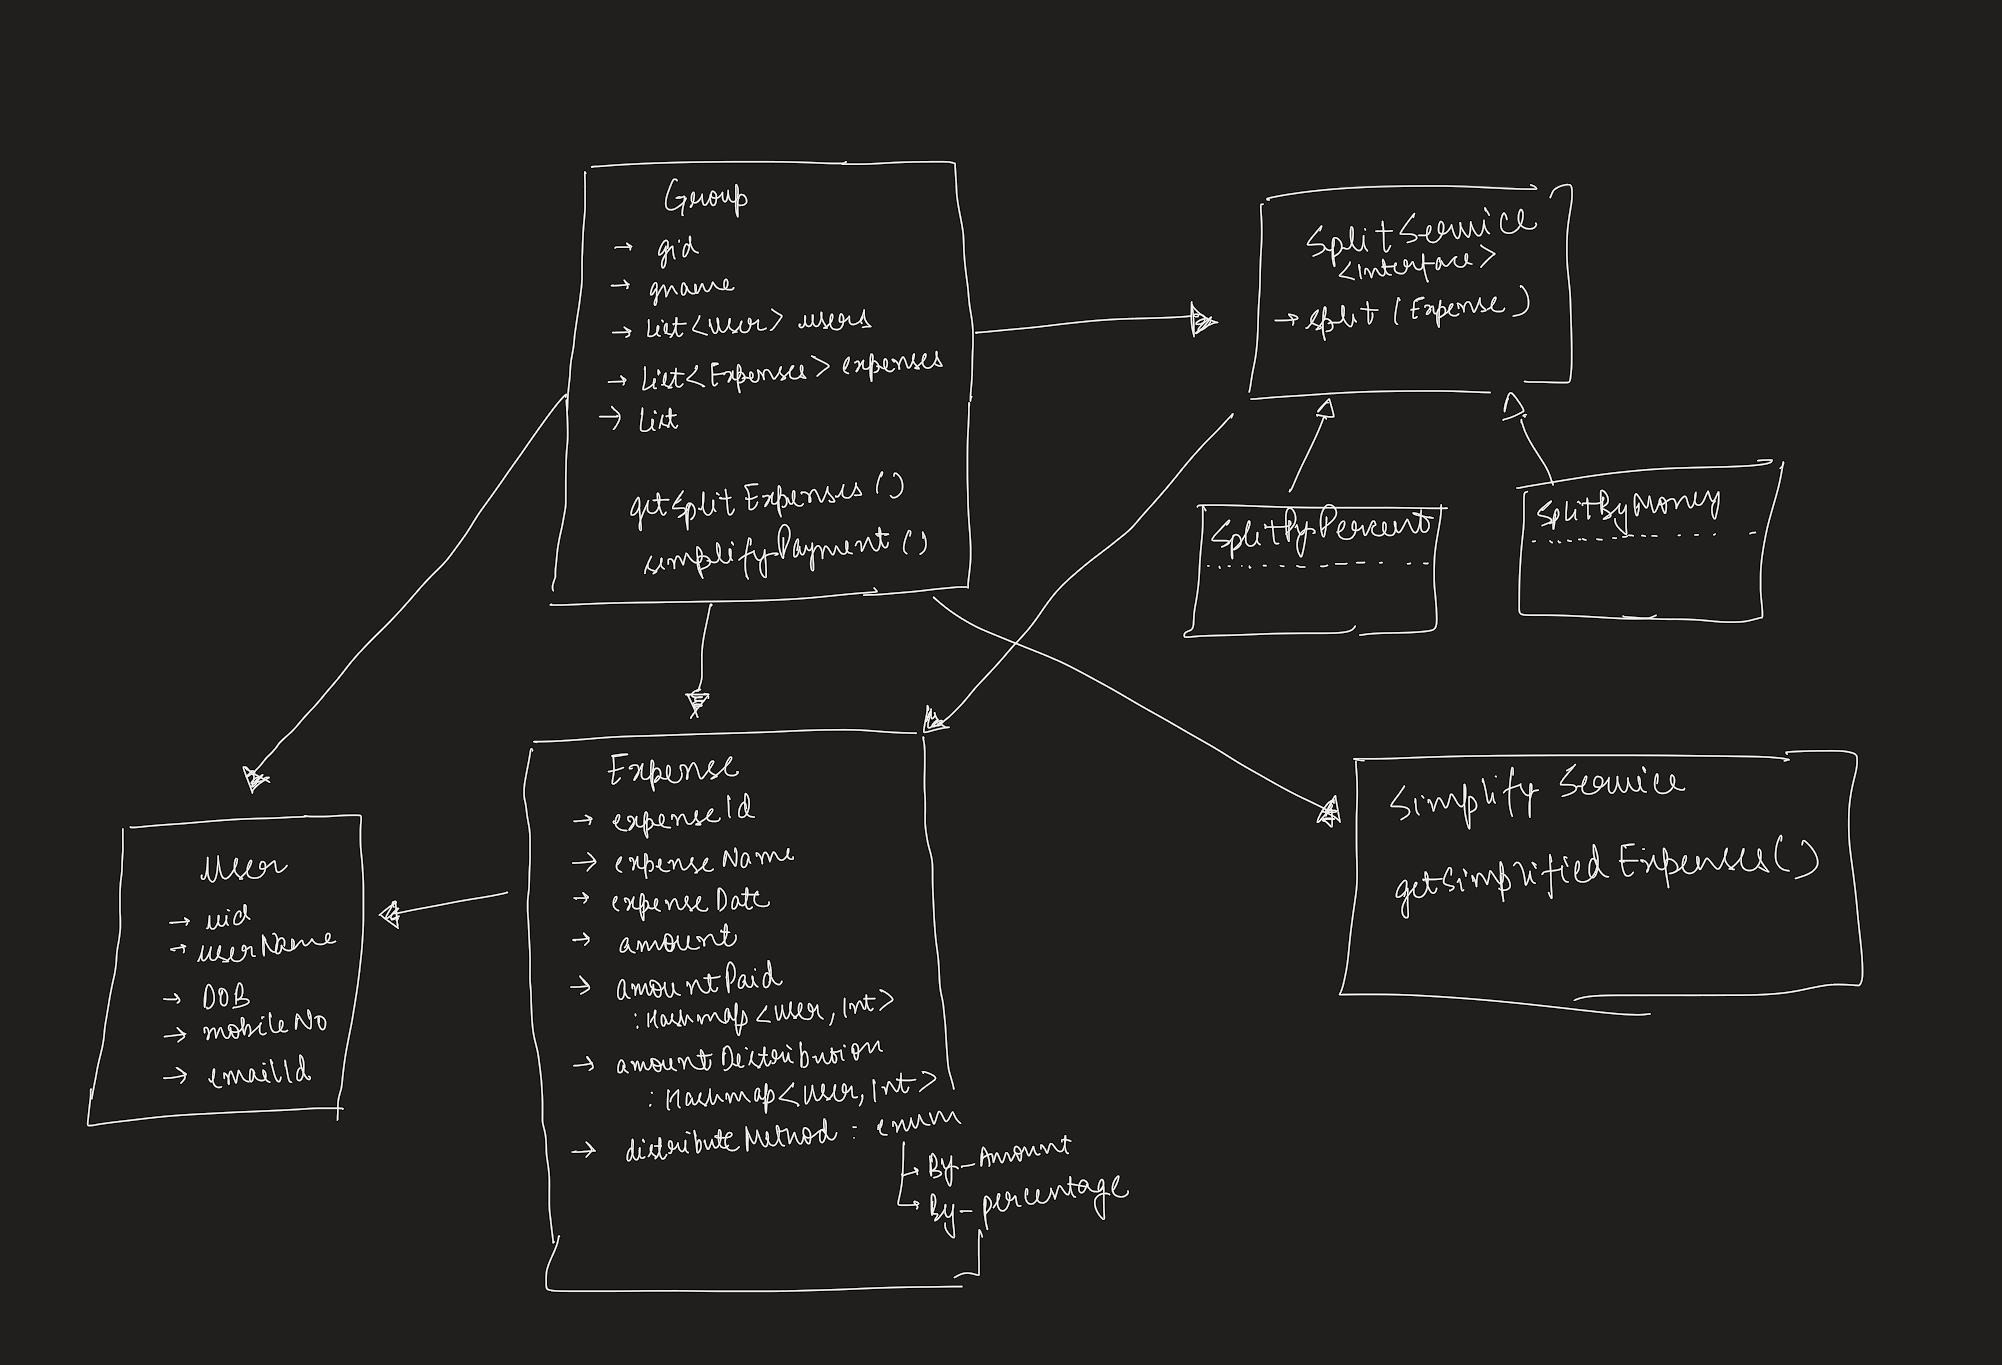 Group
→ gid
→ gname
→ List<User> users
→ List<Expenses> expenses
→ List
getSplitExpenses()
simplifyPayment()
SplitService
<interface>
→ split (Expense)
SplitByPercent
SplitByMoney
User
→ uid
→ userName
→ DOB
→ mobileNo
→ emailId
Expense
→ expenseId
→ expenseName
→ expenseDate
→ amount
→ amountPaid
: Hashmap<User, Int>
→ amountDistribution
: Hashmap<User, Int>
→ distributeMethod : enum
→ By-Amount
→ By-percentage
Simplify Service
getSimplifiedExpenses()